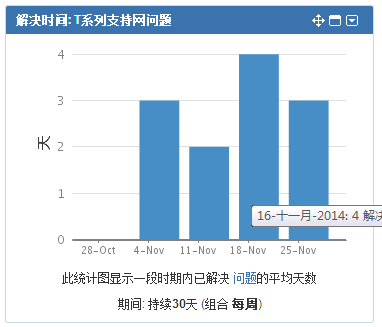 解决时间: T系列支持网问题
4
3
天
2
1
0
16-十一月-2014: 4 解决
28-Oct 4-Nov 11-Nov 18-Nov 25-Nov
此统计图显示一段时期内已解决 问题的平均天数
期间: 持续30天 (组合 每周)